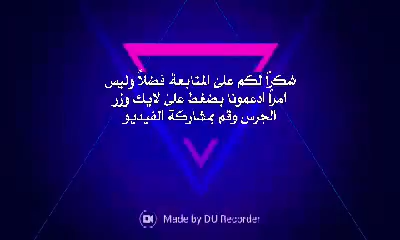 شكراً لكم على المتابعة فضلاً وليس
امراً ادعمونا بضغط على لايك وزر
الجرس وقم بمشاركة الفيديو
Made by DU Recorder